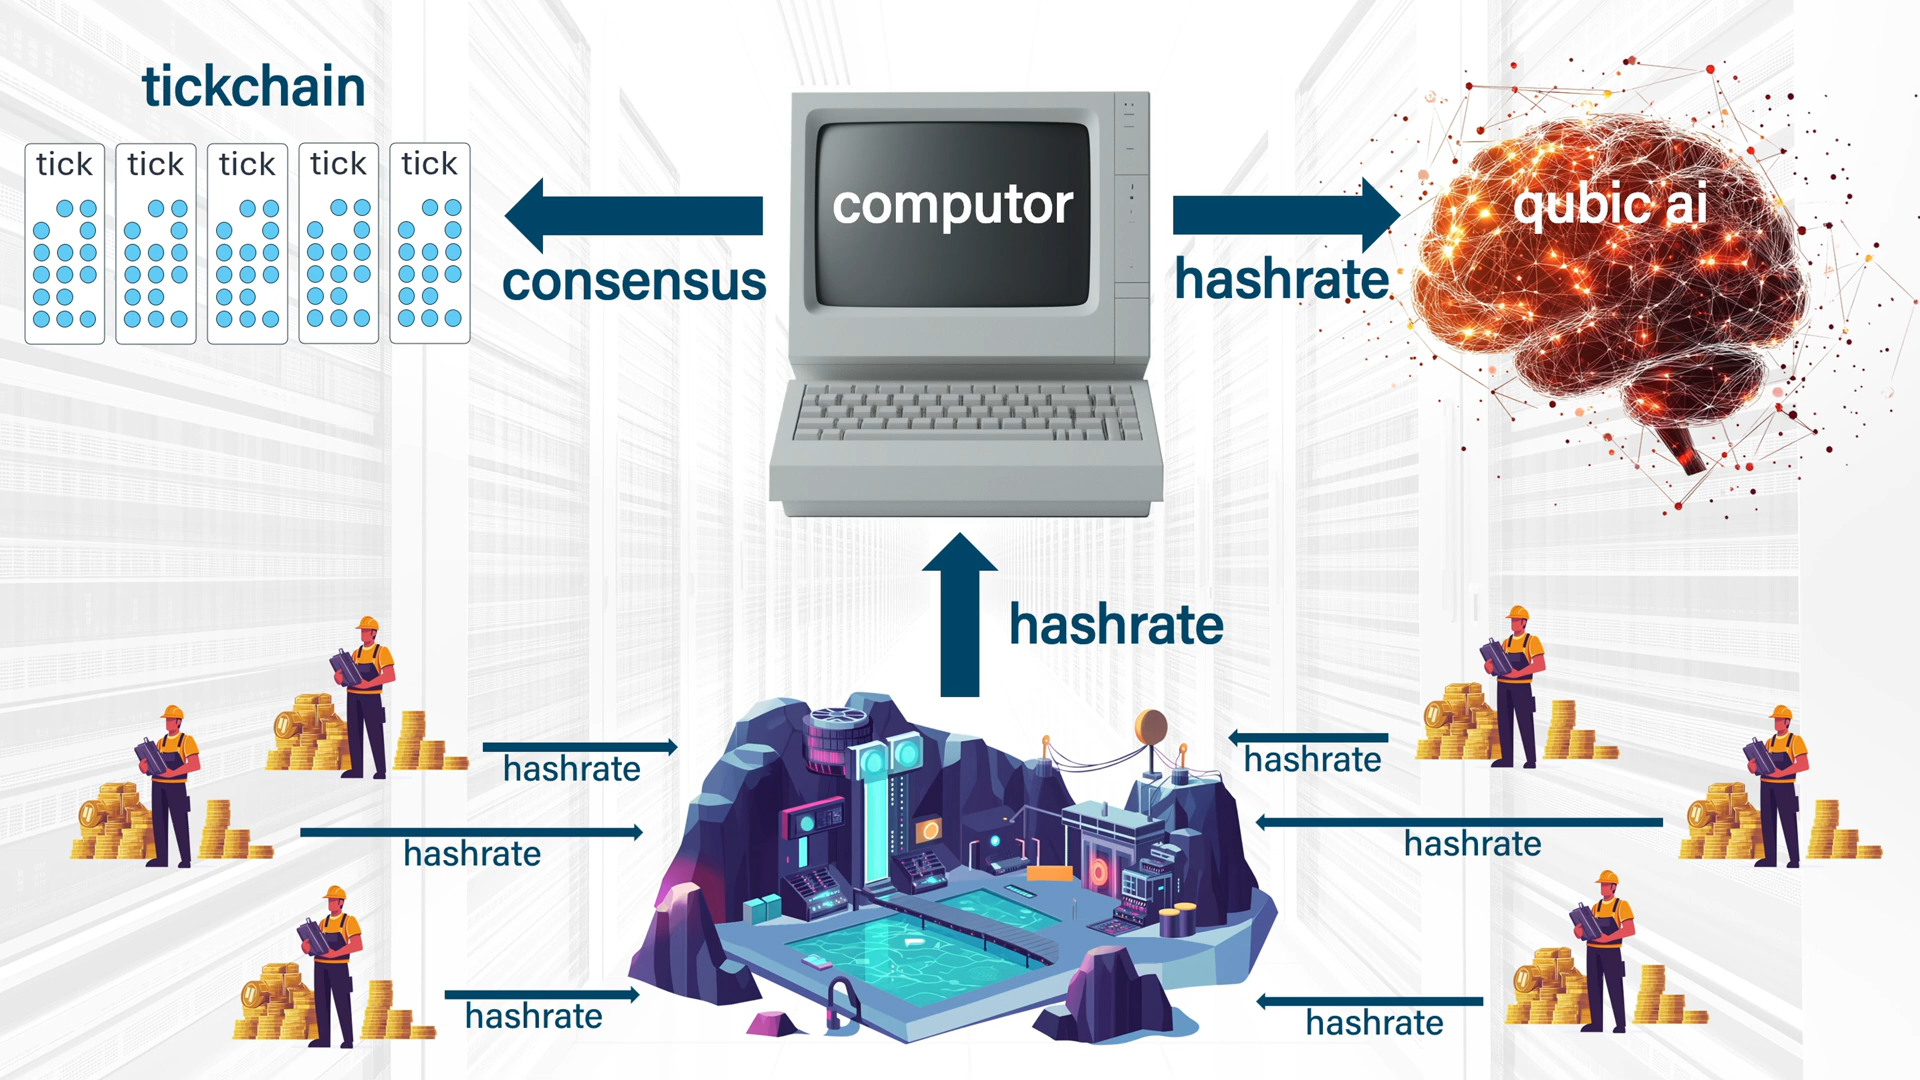 tickchain
tick
tick
tick
tick
tick
computor
qubic ai
consensus
hashrate
hashrate
hashrate
hashrate
hashrate
hashrate
hashrate
hashrate